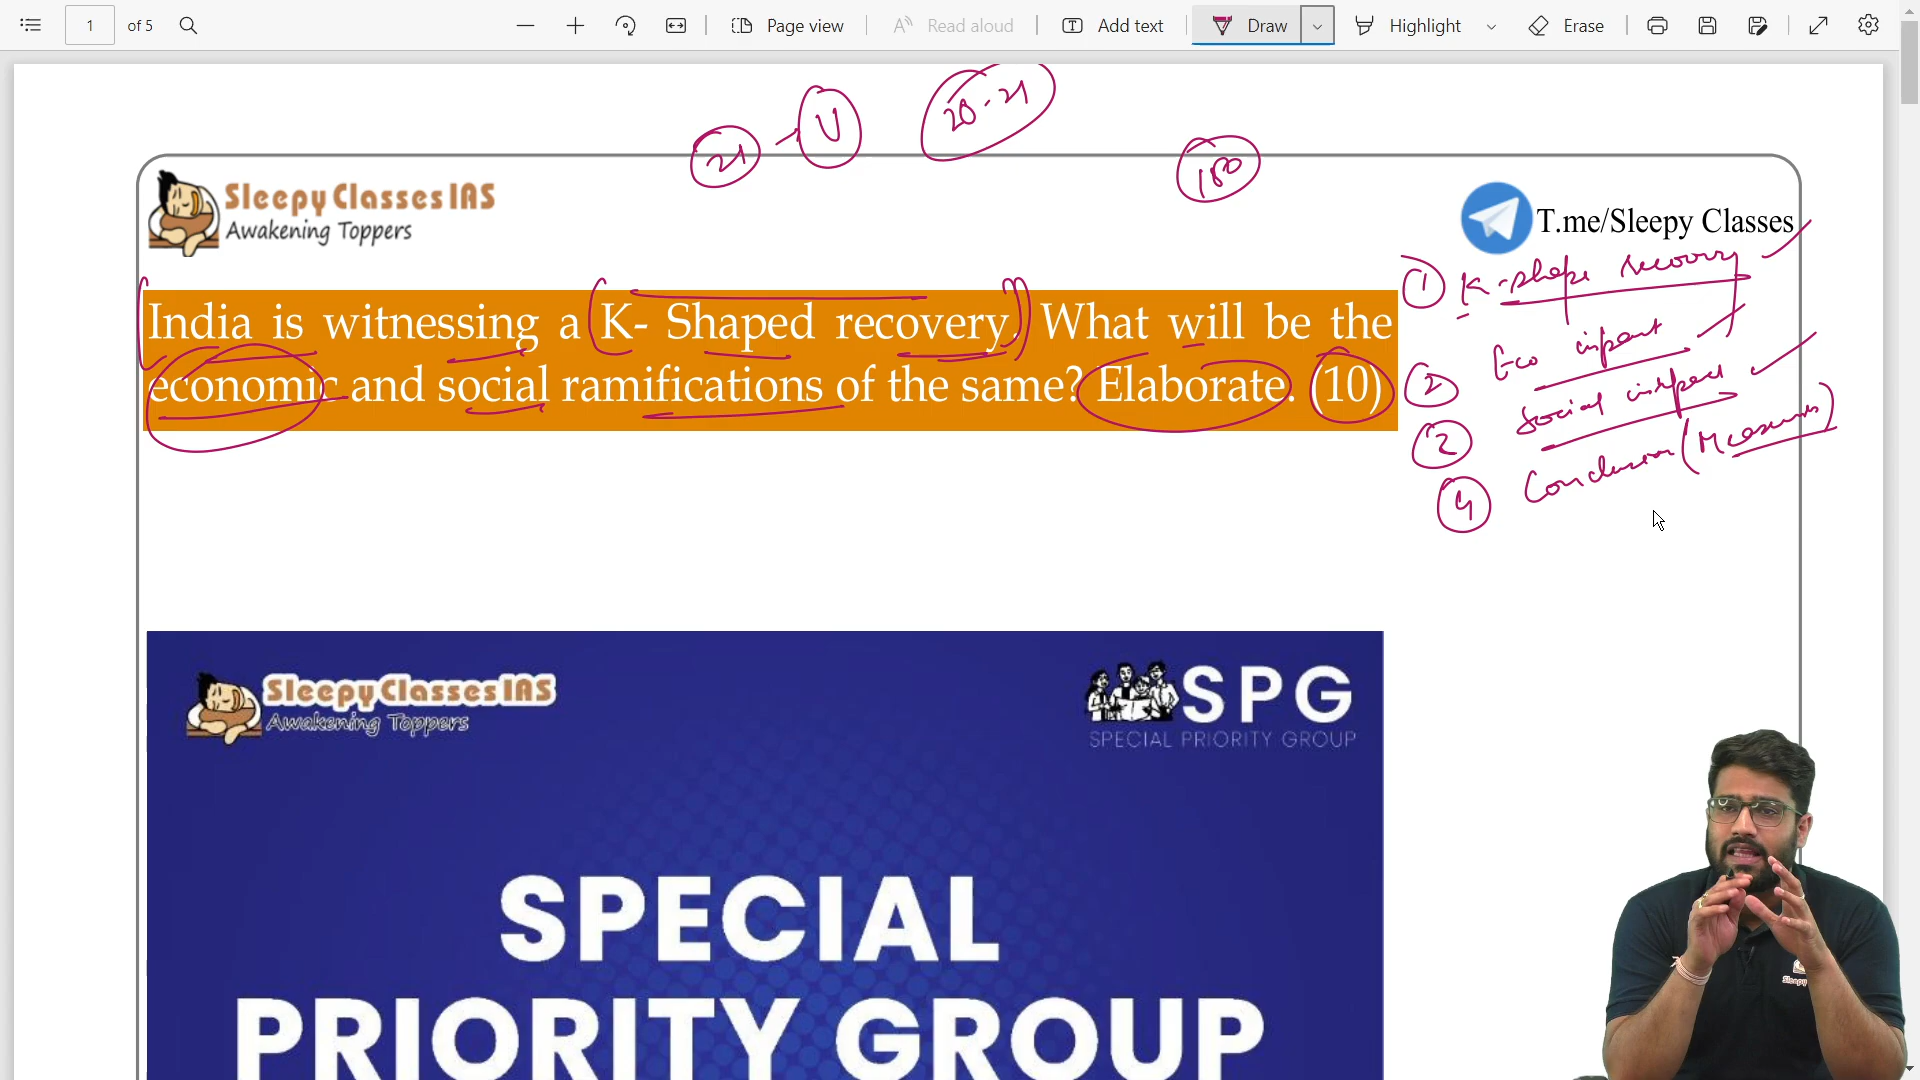 1
of 5
Page view
Read aloud
Add text
Draw
Highlight
Erase
21
U
20-21
180
Sleepy Classes IAS
Awakening Toppers
T.me/Sleepy Classes
India is witnessing a K- Shaped recovery. What will be the
economic and social ramifications of the same? Elaborate. (10)
1 K-shape recovery
2 Eco impact
2 Social impact
4 Conclusion (Measures)
SleepyClassesIAS
Awakening Toppers
SPG
SPECIAL PRIORITY GROUP
SPECIAL
PRIORITY GROUP
Sleepy